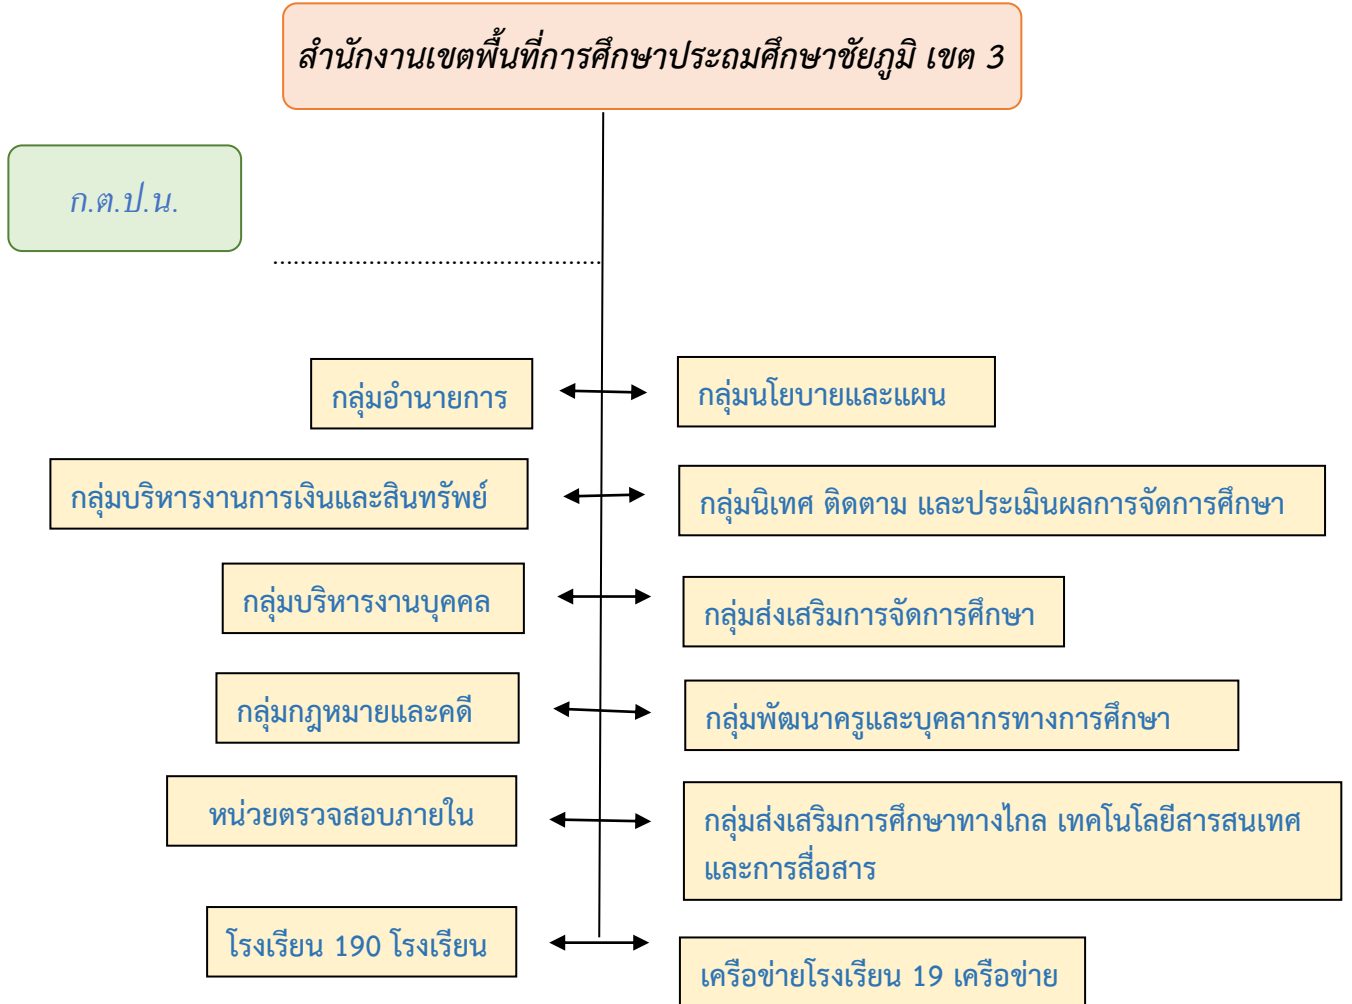 สำนักงานเขตพื้นที่การศึกษาประถมศึกษาชัยภูมิ เขต 3
ก.ต.ป.น.
กลุ่มอำนายการ
กลุ่มนโยบายและแผน
กลุ่มบริหารงานการเงินและสินทรัพย์
กลุ่มนิเทศ ติดตาม และประเมินผลการจัดการศึกษา
กลุ่มบริหารงานบุคคล
กลุ่มส่งเสริมการจัดการศึกษา
กลุ่มกฎหมายและคดี
กลุ่มพัฒนาครูและบุคลากรทางการศึกษา
หน่วยตรวจสอบภายใน
กลุ่มส่งเสริมการศึกษาทางไกล เทคโนโลยีสารสนเทศ
และการสื่อสาร
โรงเรียน 190 โรงเรียน
เครือข่ายโรงเรียน 19 เครือข่าย